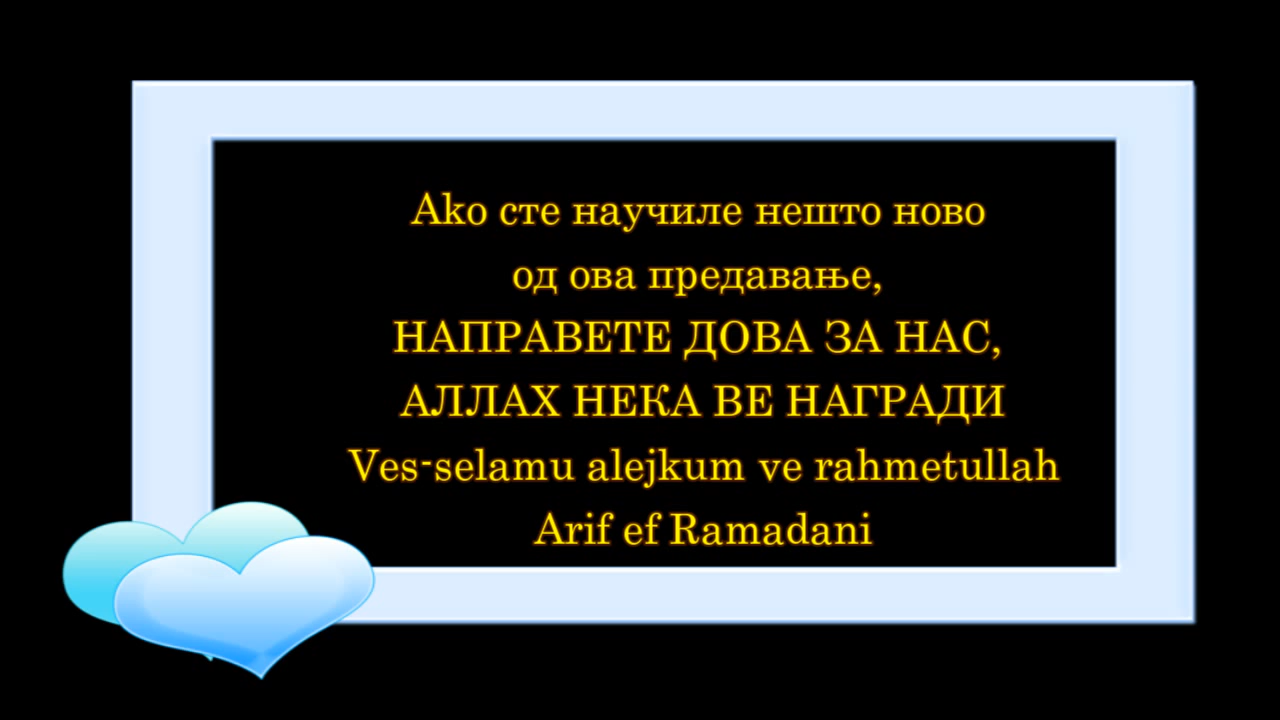 Ako сте научиле нешто ново
од ова предавање,
НАПРАВЕТЕ ДОВА ЗА НАС,
АЛЛАХ НЕКА ВЕ НАГРАДИ
Ves-selamu alejkum ve rahmetullah
Arif ef Ramadani